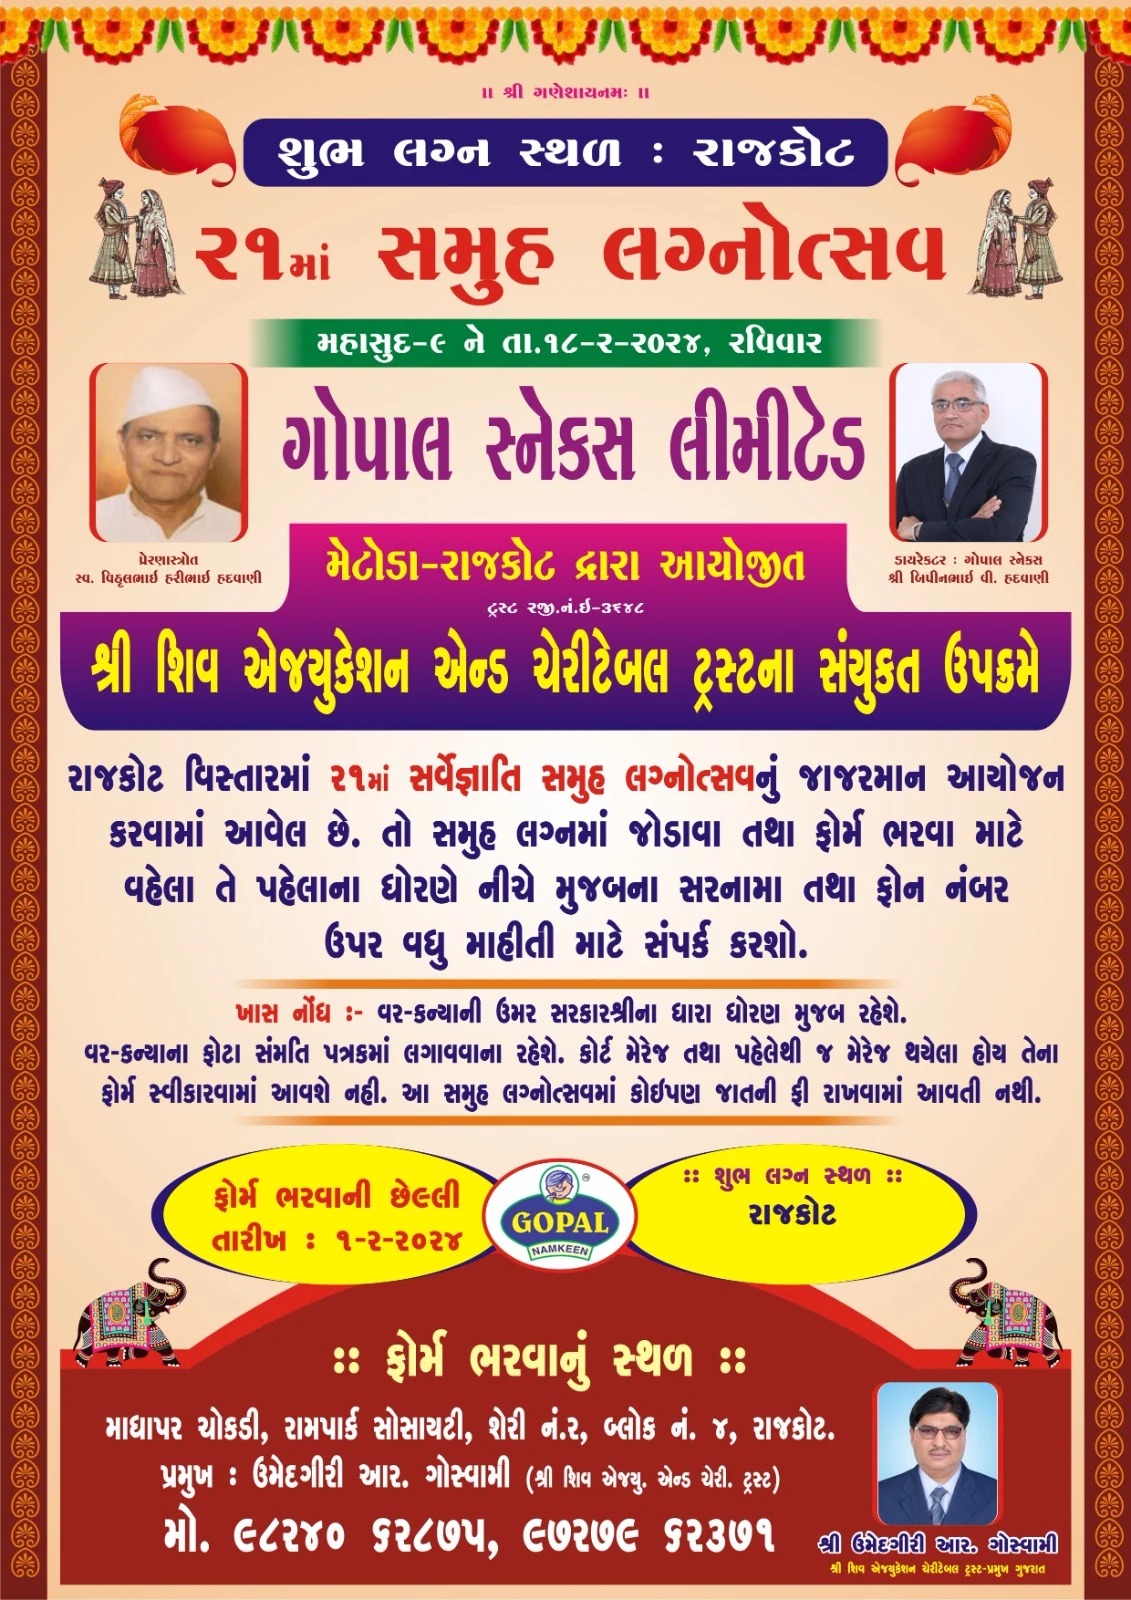 ॥ શ્રી ગણેશાયનમઃ ॥
શુભ લગ્ન સ્થળ : રાજકોટ
૨૧માં સમુહ લગ્નોત્સવ
મહાસુદ-૯ ને તા.૧૮-૨-૨૦૨૪, રવિવાર
ગોપાલ સ્નેકસ લીમીટેડ
પ્રેરણાસ્ત્રોત
સ્વ. વિઠ્ઠલભાઈ હરીભાઈ હદવાણી
ડાયરેક્ટર : ગોપાલ સ્નેકસ
શ્રી બિપીનભાઈ વી. હદવાણી
મેટોડા-રાજકોટ દ્વારા આયોજીત
ટ્રસ્ટ રજી.નં.ઇ-૩૬૪૮
શ્રી શિવ એજયુકેશન એન્ડ ચેરીટેબલ ટ્રસ્ટના સંયુકત ઉપક્રમે
રાજકોટ વિસ્તારમાં ૨૧માં સર્વેજ્ઞાતિ સમુહ લગ્નોત્સવનું જાજરમાન આયોજન
કરવામાં આવેલ છે. તો સમુહ લગ્નમાં જોડાવા તથા ફોર્મ ભરવા માટે
વહેલા તે પહેલાના ધોરણે નીચે મુજબના સરનામા તથા ફોન નંબર
ઉપર વધુ માહીતી માટે સંપર્ક કરશો.
ખાસ નોંધ :- વર-કન્યાની ઉમર સરકારશ્રીના ધારા ધોરણ મુજબ રહેશે.
વર-કન્યાના ફોટા સંમતિ પત્રકમાં લગાવવાના રહેશે. કોર્ટ મેરેજ તથા પહેલેથી જ મેરેજ થયેલા હોય તેના
ફોર્મ સ્વીકારવામાં આવશે નહી. આ સમુહ લગ્નોત્સવમાં કોઇપણ જાતની ફી રાખવામાં આવતી નથી.
ફોર્મ ભરવાની છેલ્લી
તારીખ : ૧-૨-૨૦૨૪
GOPAL
NAMKEEN
:: શુભ લગ્ન સ્થળ ::
રાજકોટ
:: ફોર્મ ભરવાનું સ્થળ ::
માધાપર ચોકડી, રામપાર્ક સોસાયટી, શેરી નં.ર, બ્લોક નં. ૪, રાજકોટ.
પ્રમુખ : ઉમેદગીરી આર. ગોસ્વામી (શ્રી શિવ એજયુ. એન્ડ ચેરી. ટ્રસ્ટ)
મો. ૯૮૨૪૦ ૬૨૮૭૫, ૯૭૨૭૯ ૬૨૩૭૧
શ્રી ઉમેદગીરી આર. ગોસ્વામી
શ્રી શિવ એજયુકેશન ચેરીટેબલ ટ્રસ્ટ-પ્રમુખ ગુજરાત